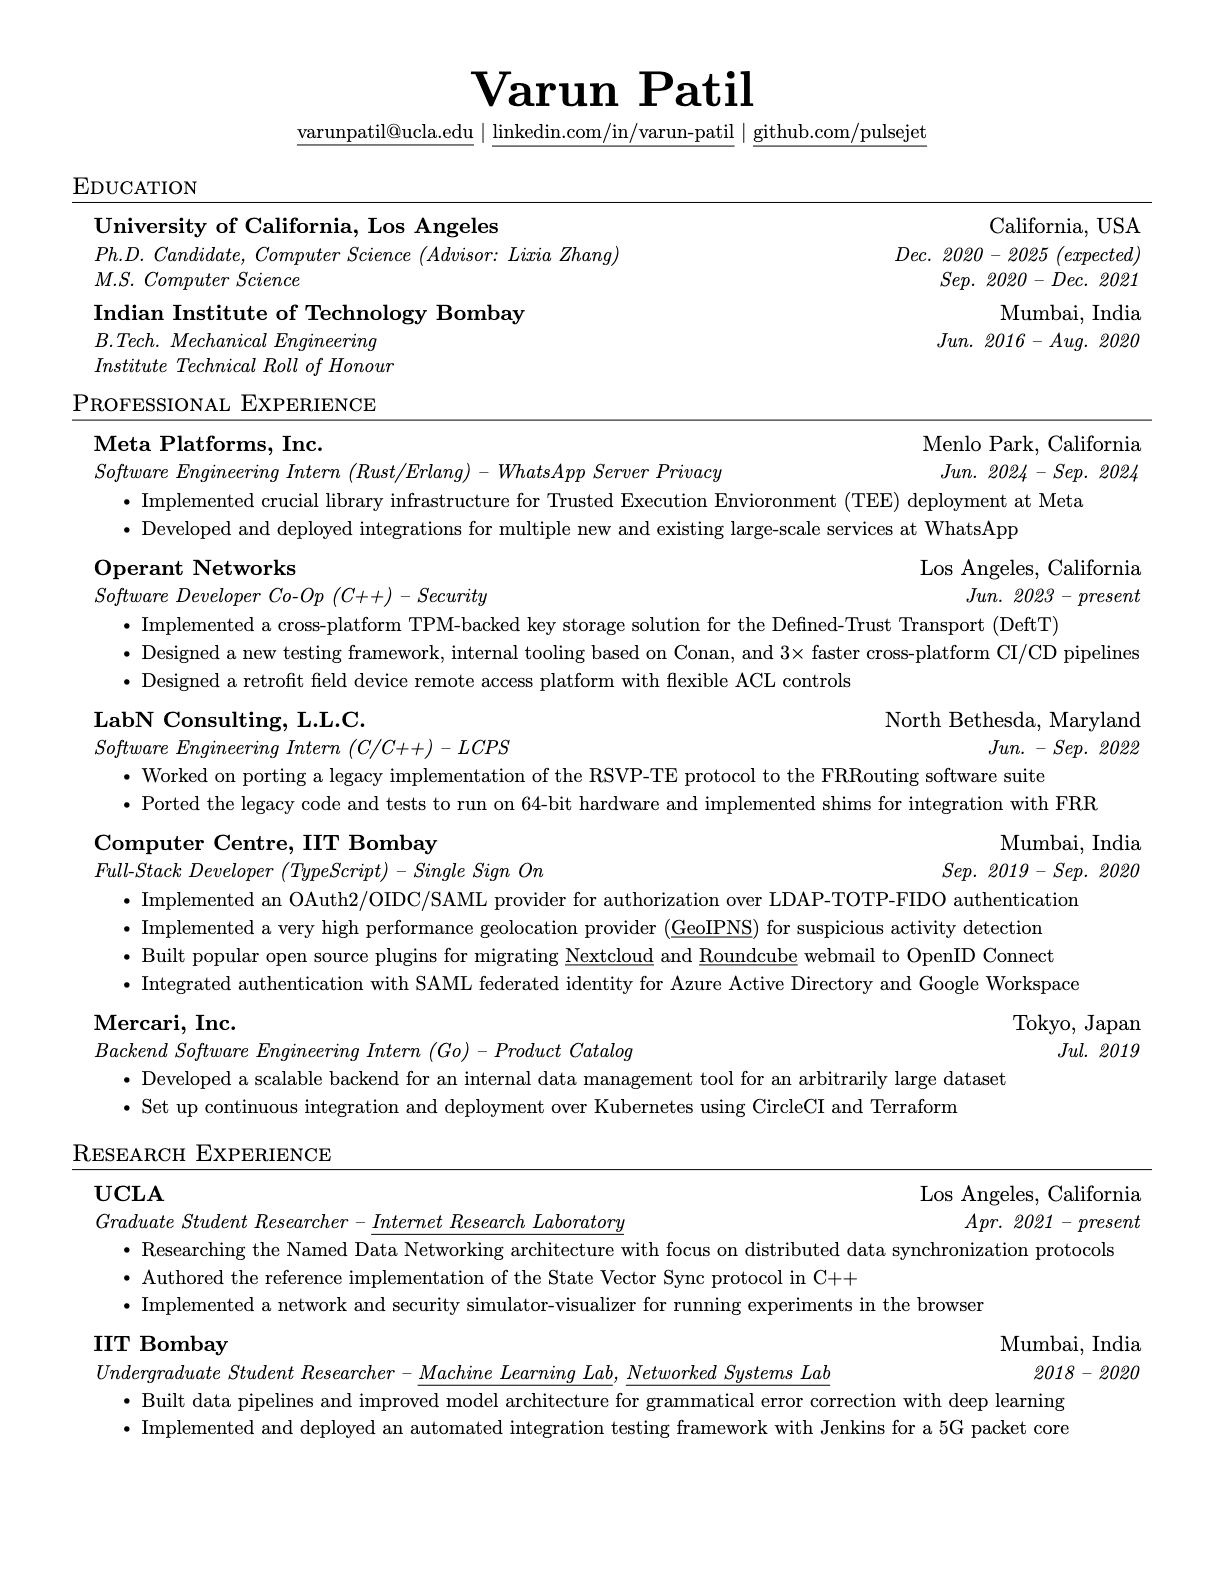 Varun Patil
varunpatil@ucla.edu | linkedin.com/in/varun-patil | github.com/pulsejet
Education
University of California, Los Angeles California, USA
Ph.D. Candidate, Computer Science (Advisor: Lixia Zhang) Dec. 2020 – 2025 (expected)
M.S. Computer Science Sep. 2020 – Dec. 2021
Indian Institute of Technology Bombay Mumbai, India
B.Tech. Mechanical Engineering Jun. 2016 – Aug. 2020
Institute Technical Roll of Honour
Professional Experience
Meta Platforms, Inc. Menlo Park, California
Software Engineering Intern (Rust/Erlang) – WhatsApp Server Privacy Jun. 2024 – Sep. 2024
• Implemented crucial library infrastructure for Trusted Execution Envioronment (TEE) deployment at Meta
• Developed and deployed integrations for multiple new and existing large-scale services at WhatsApp
Operant Networks Los Angeles, California
Software Developer Co-Op (C++) – Security Jun. 2023 – present
• Implemented a cross-platform TPM-backed key storage solution for the Defined-Trust Transport (DeftT)
• Designed a new testing framework, internal tooling based on Conan, and 3× faster cross-platform CI/CD pipelines
• Designed a retrofit field device remote access platform with flexible ACL controls
LabN Consulting, L.L.C. North Bethesda, Maryland
Software Engineering Intern (C/C++) – LCPS Jun. – Sep. 2022
• Worked on porting a legacy implementation of the RSVP-TE protocol to the FRRouting software suite
• Ported the legacy code and tests to run on 64-bit hardware and implemented shims for integration with FRR
Computer Centre, IIT Bombay Mumbai, India
Full-Stack Developer (TypeScript) – Single Sign On Sep. 2019 – Sep. 2020
• Implemented an OAuth2/OIDC/SAML provider for authorization over LDAP-TOTP-FIDO authentication
• Implemented a very high performance geolocation provider (GeoIPNS) for suspicious activity detection
• Built popular open source plugins for migrating Nextcloud and Roundcube webmail to OpenID Connect
• Integrated authentication with SAML federated identity for Azure Active Directory and Google Workspace
Mercari, Inc. Tokyo, Japan
Backend Software Engineering Intern (Go) – Product Catalog Jul. 2019
• Developed a scalable backend for an internal data management tool for an arbitrarily large dataset
• Set up continuous integration and deployment over Kubernetes using CircleCI and Terraform
Research Experience
UCLA Los Angeles, California
Graduate Student Researcher – Internet Research Laboratory Apr. 2021 – present
• Researching the Named Data Networking architecture with focus on distributed data synchronization protocols
• Authored the reference implementation of the State Vector Sync protocol in C++
• Implemented a network and security simulator-visualizer for running experiments in the browser
IIT Bombay Mumbai, India
Undergraduate Student Researcher – Machine Learning Lab, Networked Systems Lab 2018 – 2020
• Built data pipelines and improved model architecture for grammatical error correction with deep learning
• Implemented and deployed an automated integration testing framework with Jenkins for a 5G packet core